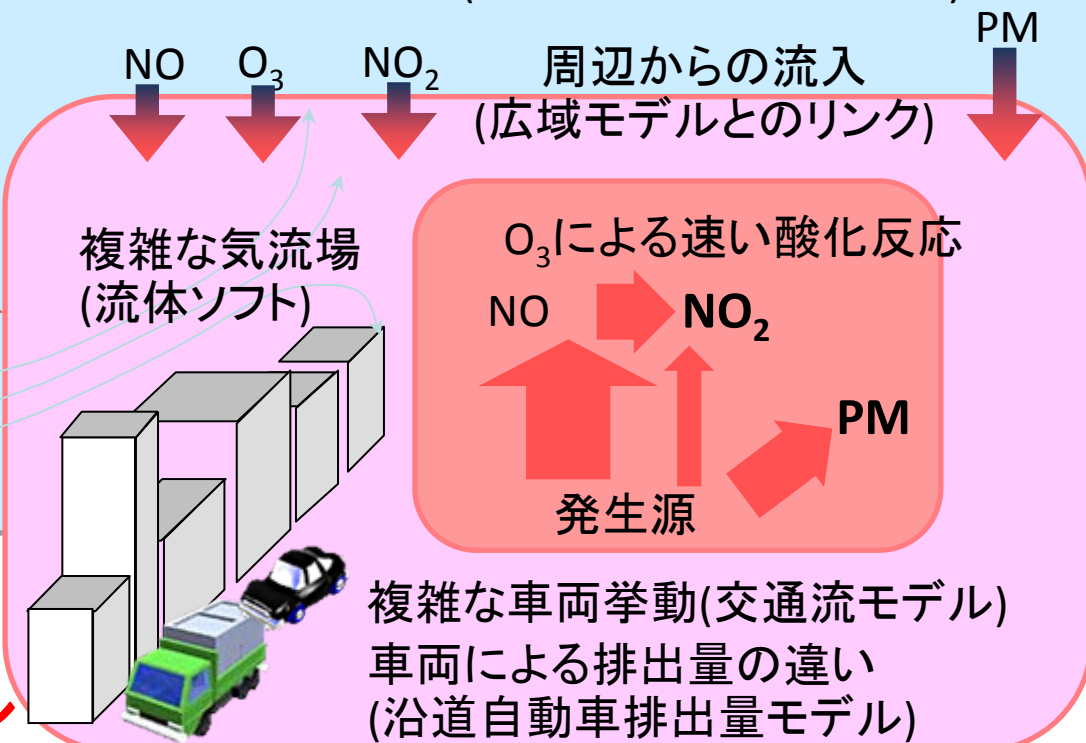 PM
NO O₃ NO₂ 周辺からの流入
(広域モデルとのリンク)
複雑な気流場
(流体ソフト)
O₃による速い酸化反応
NO NO₂
PM
発生源
複雑な車両挙動(交通流モデル)
車両による排出量の違い
(沿道自動車排出量モデル)